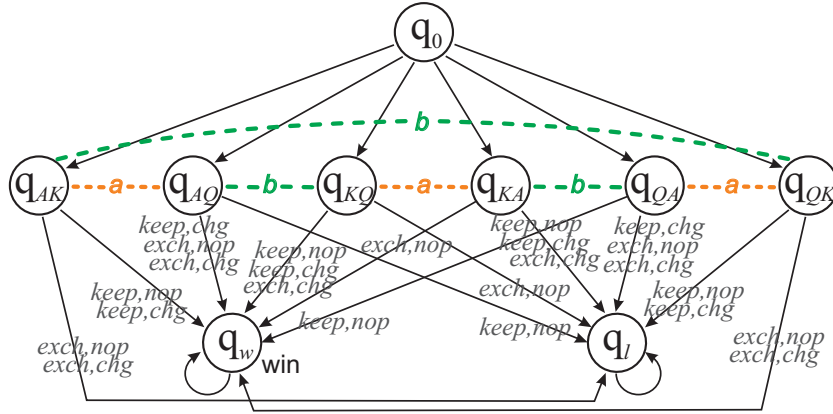 q0
b
qAK
a
qAQ
b
qKQ
a
qKA
b
qQA
a
qQK
keep,chg
exch,nop
exch,chg
keep,nop
keep,chg
exch,chg
exch,nop
keep,nop
keep,chg
exch,chg
keep,chg
exch,nop
exch,chg
keep,nop
keep,chg
exch,nop
keep,nop
keep,chg
keep,nop
keep,nop
exch,nop
exch,chg
qw
win
ql
exch,nop
exch,chg